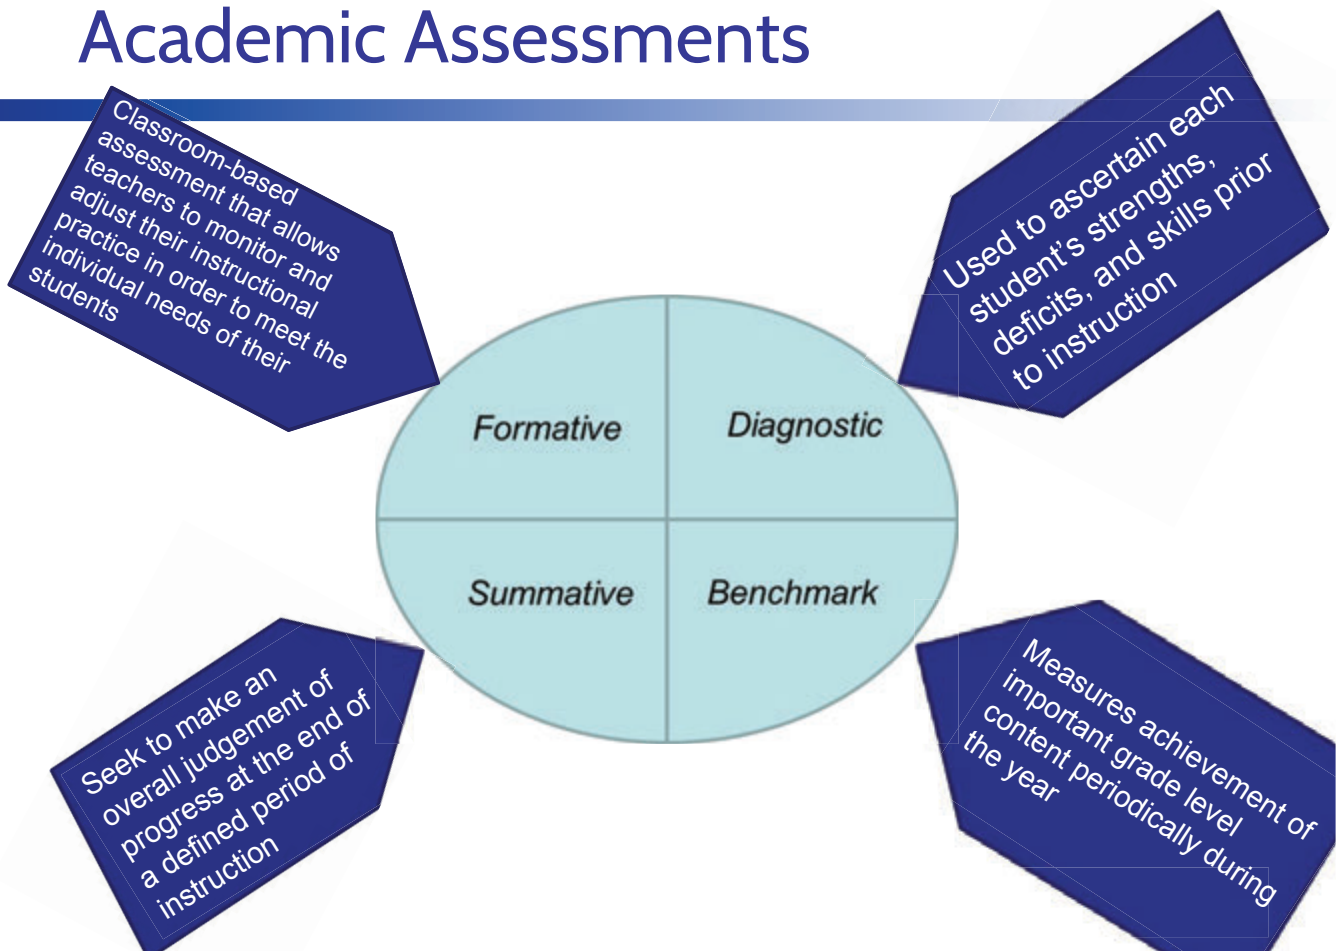 Academic Assessments
Classroom-based
assessment that allows
teachers to monitor and
adjust their instructional
practice in order to meet the
individual needs of their
students
Used to ascertain each
student's strengths,
deficits, and skills prior
to instruction
Formative
Diagnostic
Summative
Benchmark
Seek to make an
overall judgement of
progress at the end of
a defined period of
instruction
Measures achievement of
important grade level
content periodically during
the year